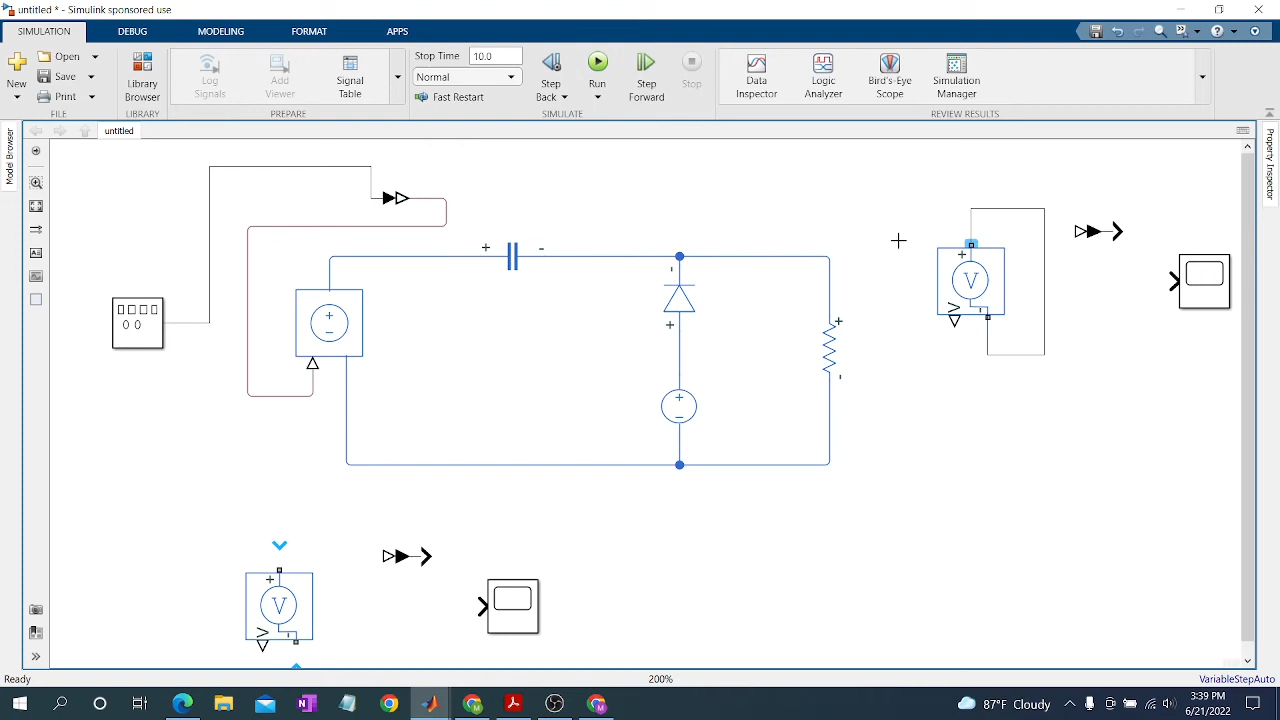 untitled * - Simulink sponsored use
SIMULATION DEBUG MODELING FORMAT APPS
New
Open
Save
Print
FILE
Library
Browser
LIBRARY
Log
Signals
Add
Viewer
Signal
Table
PREPARE
Stop Time 10.0
Normal
Fast Restart
Step
Back
Run
Step
Forward
Stop
SIMULATE
Data
Inspector
Logic
Analyzer
Bird's-Eye
Scope
Simulation
Manager
REVIEW RESULTS
Model Browser
untitled
Property Inspector
+ -
+
-
-
+
+
-
+
-
+
V
-
V
+
V
-
V
Ready 200% VariableStepAuto
87°F Cloudy
3:39 PM
6/21/2022